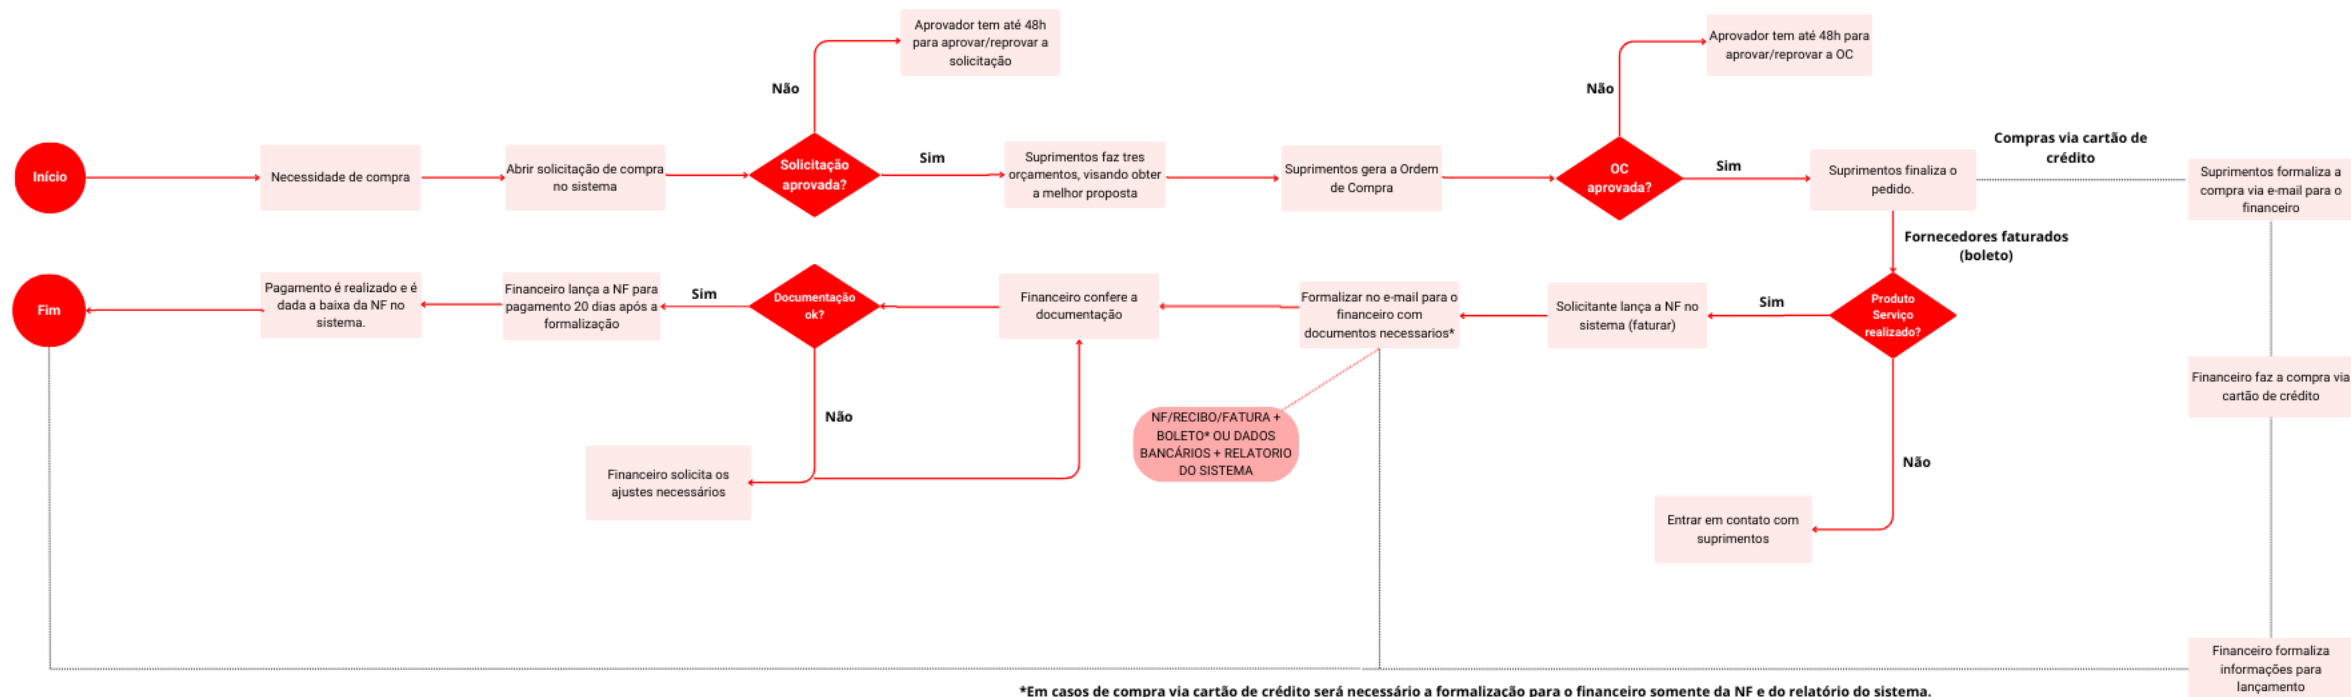 Aprovador tem até 48h
para aprovar/reprovar a
solicitação
Aprovador tem até 48h para
aprovar/reprovar a OC
Não
Não
Início
Necessidade de compra
Abrir solicitação de compra
no sistema
Solicitação
aprovada?
Sim
Suprimentos faz tres
orçamentos, visando obter
a melhor proposta
Suprimentos gera a Ordem
de Compra
OC
aprovada?
Sim
Suprimentos finaliza o
pedido.
Compras via cartão de
crédito
Suprimentos formaliza a
compra via e-mail para o
financeiro
Fornecedores faturados
(boleto)
Produto
Serviço
realizado?
Sim
Solicitante lança a NF no
sistema (faturar)
Formalizar no e-mail para o
financeiro com
documentos necessarios*
Financeiro confere a
documentação
Documentação
ok?
Sim
Financeiro lança a NF para
pagamento 20 dias após a
formalização
Pagamento é realizado e é
dada a baixa da NF no
sistema.
Fim
Financeiro faz a compra via
cartão de crédito
Não
NF/RECIBO/FATURA +
BOLETO* OU DADOS
BANCÁRIOS + RELATORIO
DO SISTEMA
Não
Financeiro solicita os
ajustes necessários
Entrar em contato com
suprimentos
Financeiro formaliza
informações para
lançamento
*Em casos de compra via cartão de crédito será necessário a formalização para o financeiro somente da NF e do relatório do sistema.